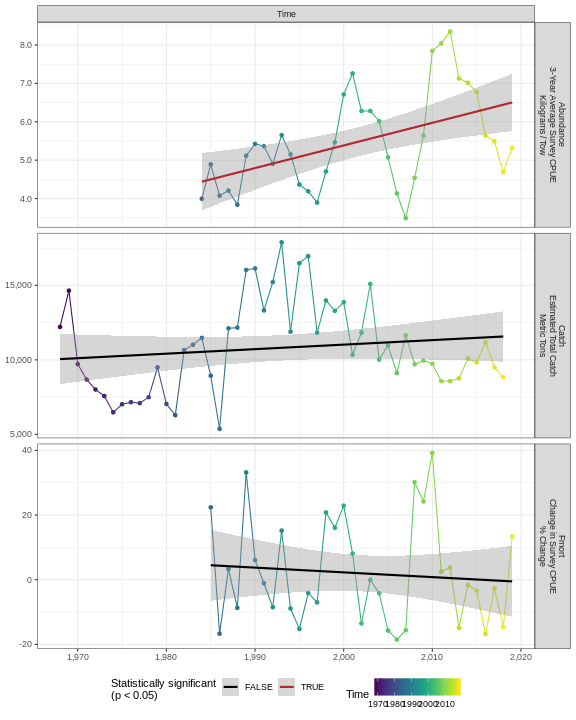 Time
8.0
7.0
6.0
5.0
4.0
Abundance
3-Year Average Survey CPUE
Kilograms/Tow
15,000
10,000
5,000
Catch
Estimated Total Catch
Metric Tons
40
20
0
-20
Fmort
Change in Survey CPUE
% Change
1,970
1,980
1,990
2,000
2,010
2,020
Statistically significant
(p < 0.05)
FALSE
TRUE
Time
1970 1980 1990 2000 2010